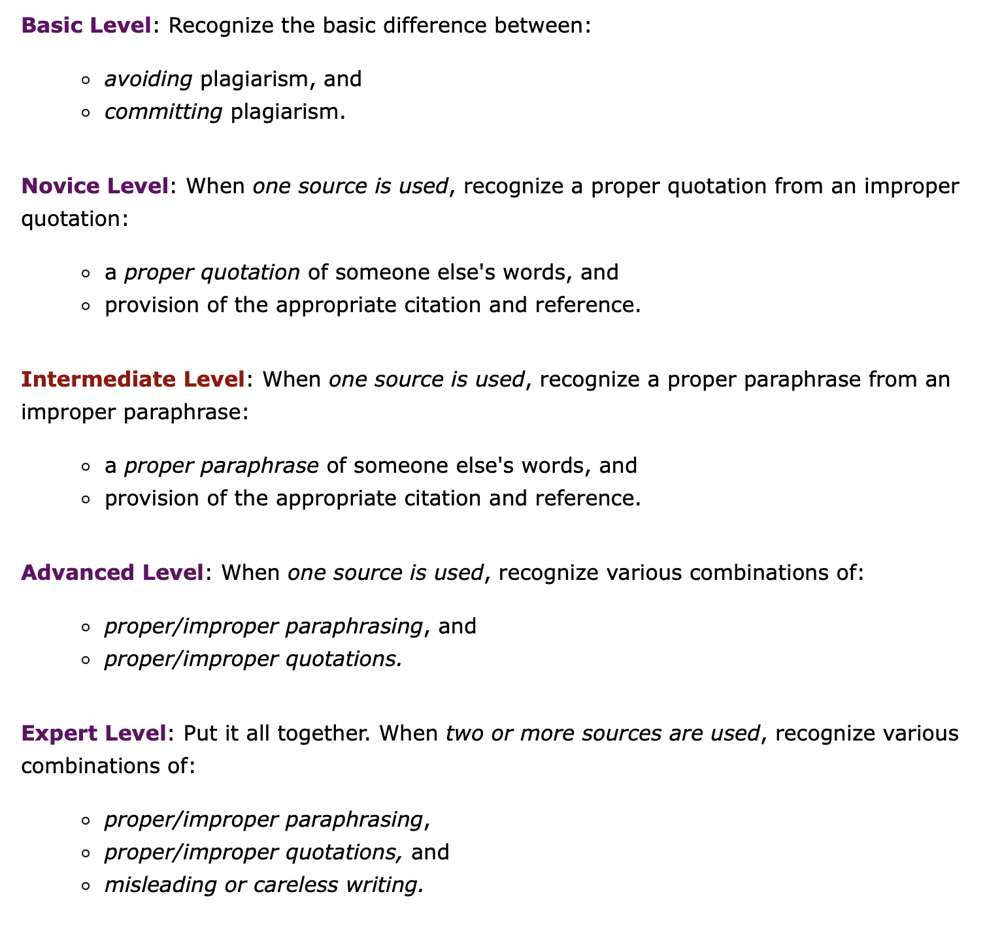 Basic Level: Recognize the basic difference between:
avoiding plagiarism, and
committing plagiarism.
Novice Level: When one source is used, recognize a proper quotation from an improper
quotation:
a proper quotation of someone else's words, and
provision of the appropriate citation and reference.
Intermediate Level: When one source is used, recognize a proper paraphrase from an
improper paraphrase:
a proper paraphrase of someone else's words, and
provision of the appropriate citation and reference.
Advanced Level: When one source is used, recognize various combinations of:
proper/improper paraphrasing, and
proper/improper quotations.
Expert Level: Put it all together. When two or more sources are used, recognize various
combinations of:
proper/improper paraphrasing,
proper/improper quotations, and
misleading or careless writing.